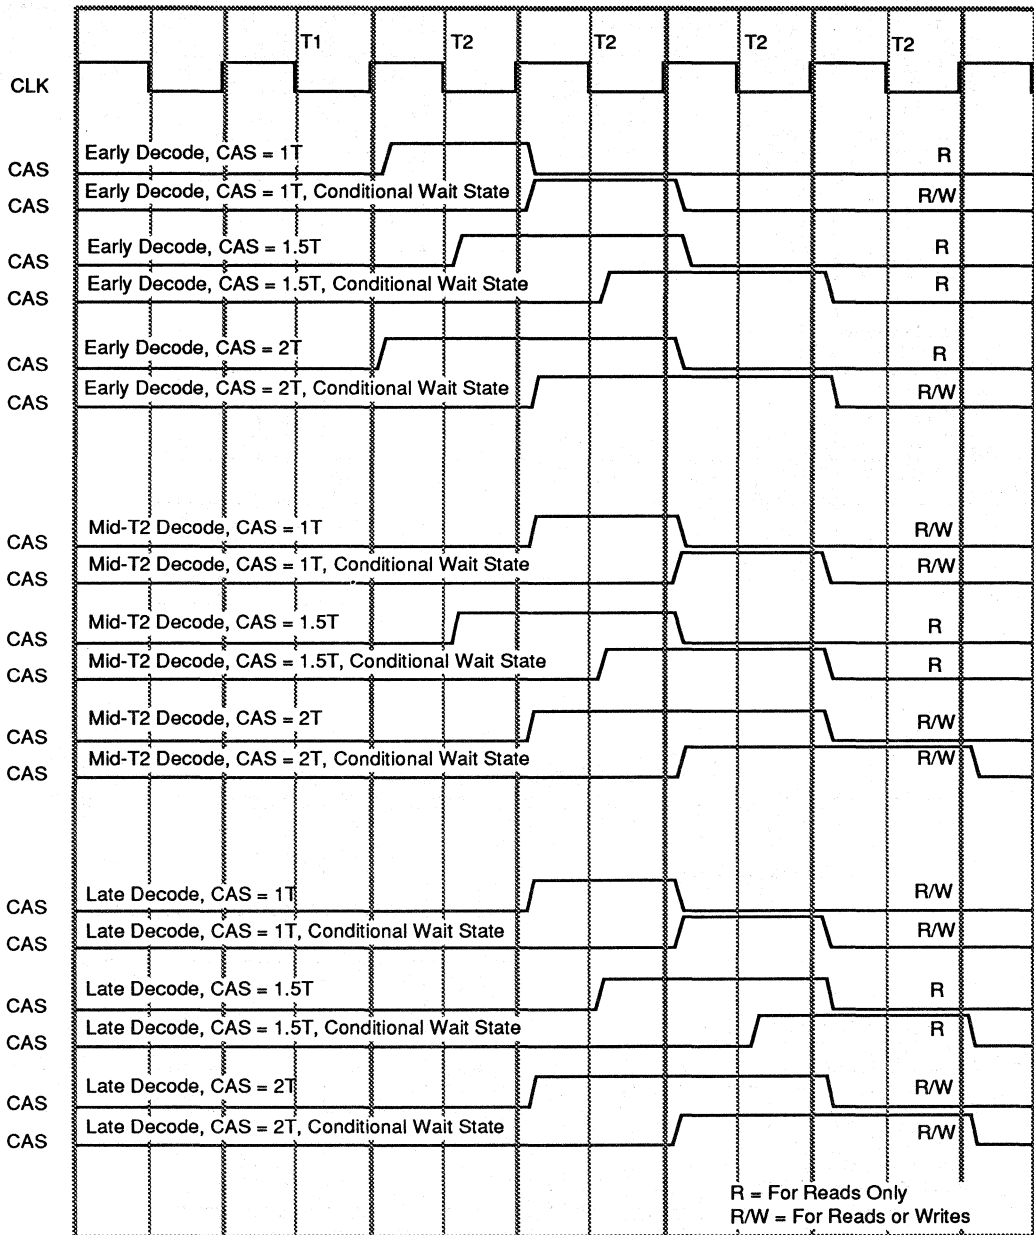 T1 T2 T2 T2 T2
CLK
Early Decode, CAS = 1T R
CAS
Early Decode, CAS = 1T, Conditional Wait State R/W
CAS
Early Decode, CAS = 1.5T R
CAS
Early Decode, CAS = 1.5T, Conditional Wait State R
CAS
Early Decode, CAS = 2T R
CAS
Early Decode, CAS = 2T, Conditional Wait State R/W
CAS
Mid-T2 Decode, CAS = 1T R/W
CAS
Mid-T2 Decode, CAS = 1T, Conditional Wait State R/W
CAS
Mid-T2 Decode, CAS = 1.5T R
CAS
Mid-T2 Decode, CAS = 1.5T, Conditional Wait State R
CAS
Mid-T2 Decode, CAS = 2T R/W
CAS
Mid-T2 Decode, CAS = 2T, Conditional Wait State R/W
CAS
Late Decode, CAS = 1T R/W
CAS
Late Decode, CAS = 1T, Conditional Wait State R/W
CAS
Late Decode, CAS = 1.5T R
CAS
Late Decode, CAS = 1.5T, Conditional Wait State R
CAS
Late Decode, CAS = 2T R/W
CAS
Late Decode, CAS = 2T, Conditional Wait State R/W
CAS
R = For Reads Only
R/W = For Reads or Writes